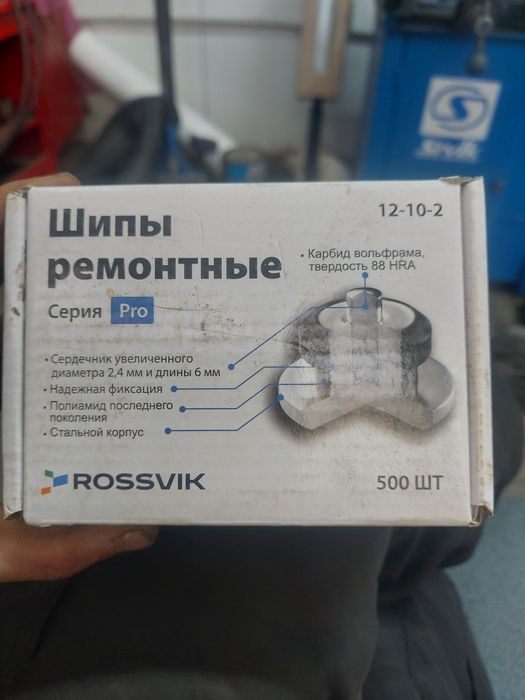 Sivik
Шипы
ремонтные
12-10-2
• Карбид вольфрама,
твердость 88 HRA
Серия Pro
• Сердечник увеличенного
диаметра 2,4 мм и длины 6 мм
• Надежная фиксация
• Полиамид последнего
поколения
• Стальной корпус
ROSSVIK
500 ШТ